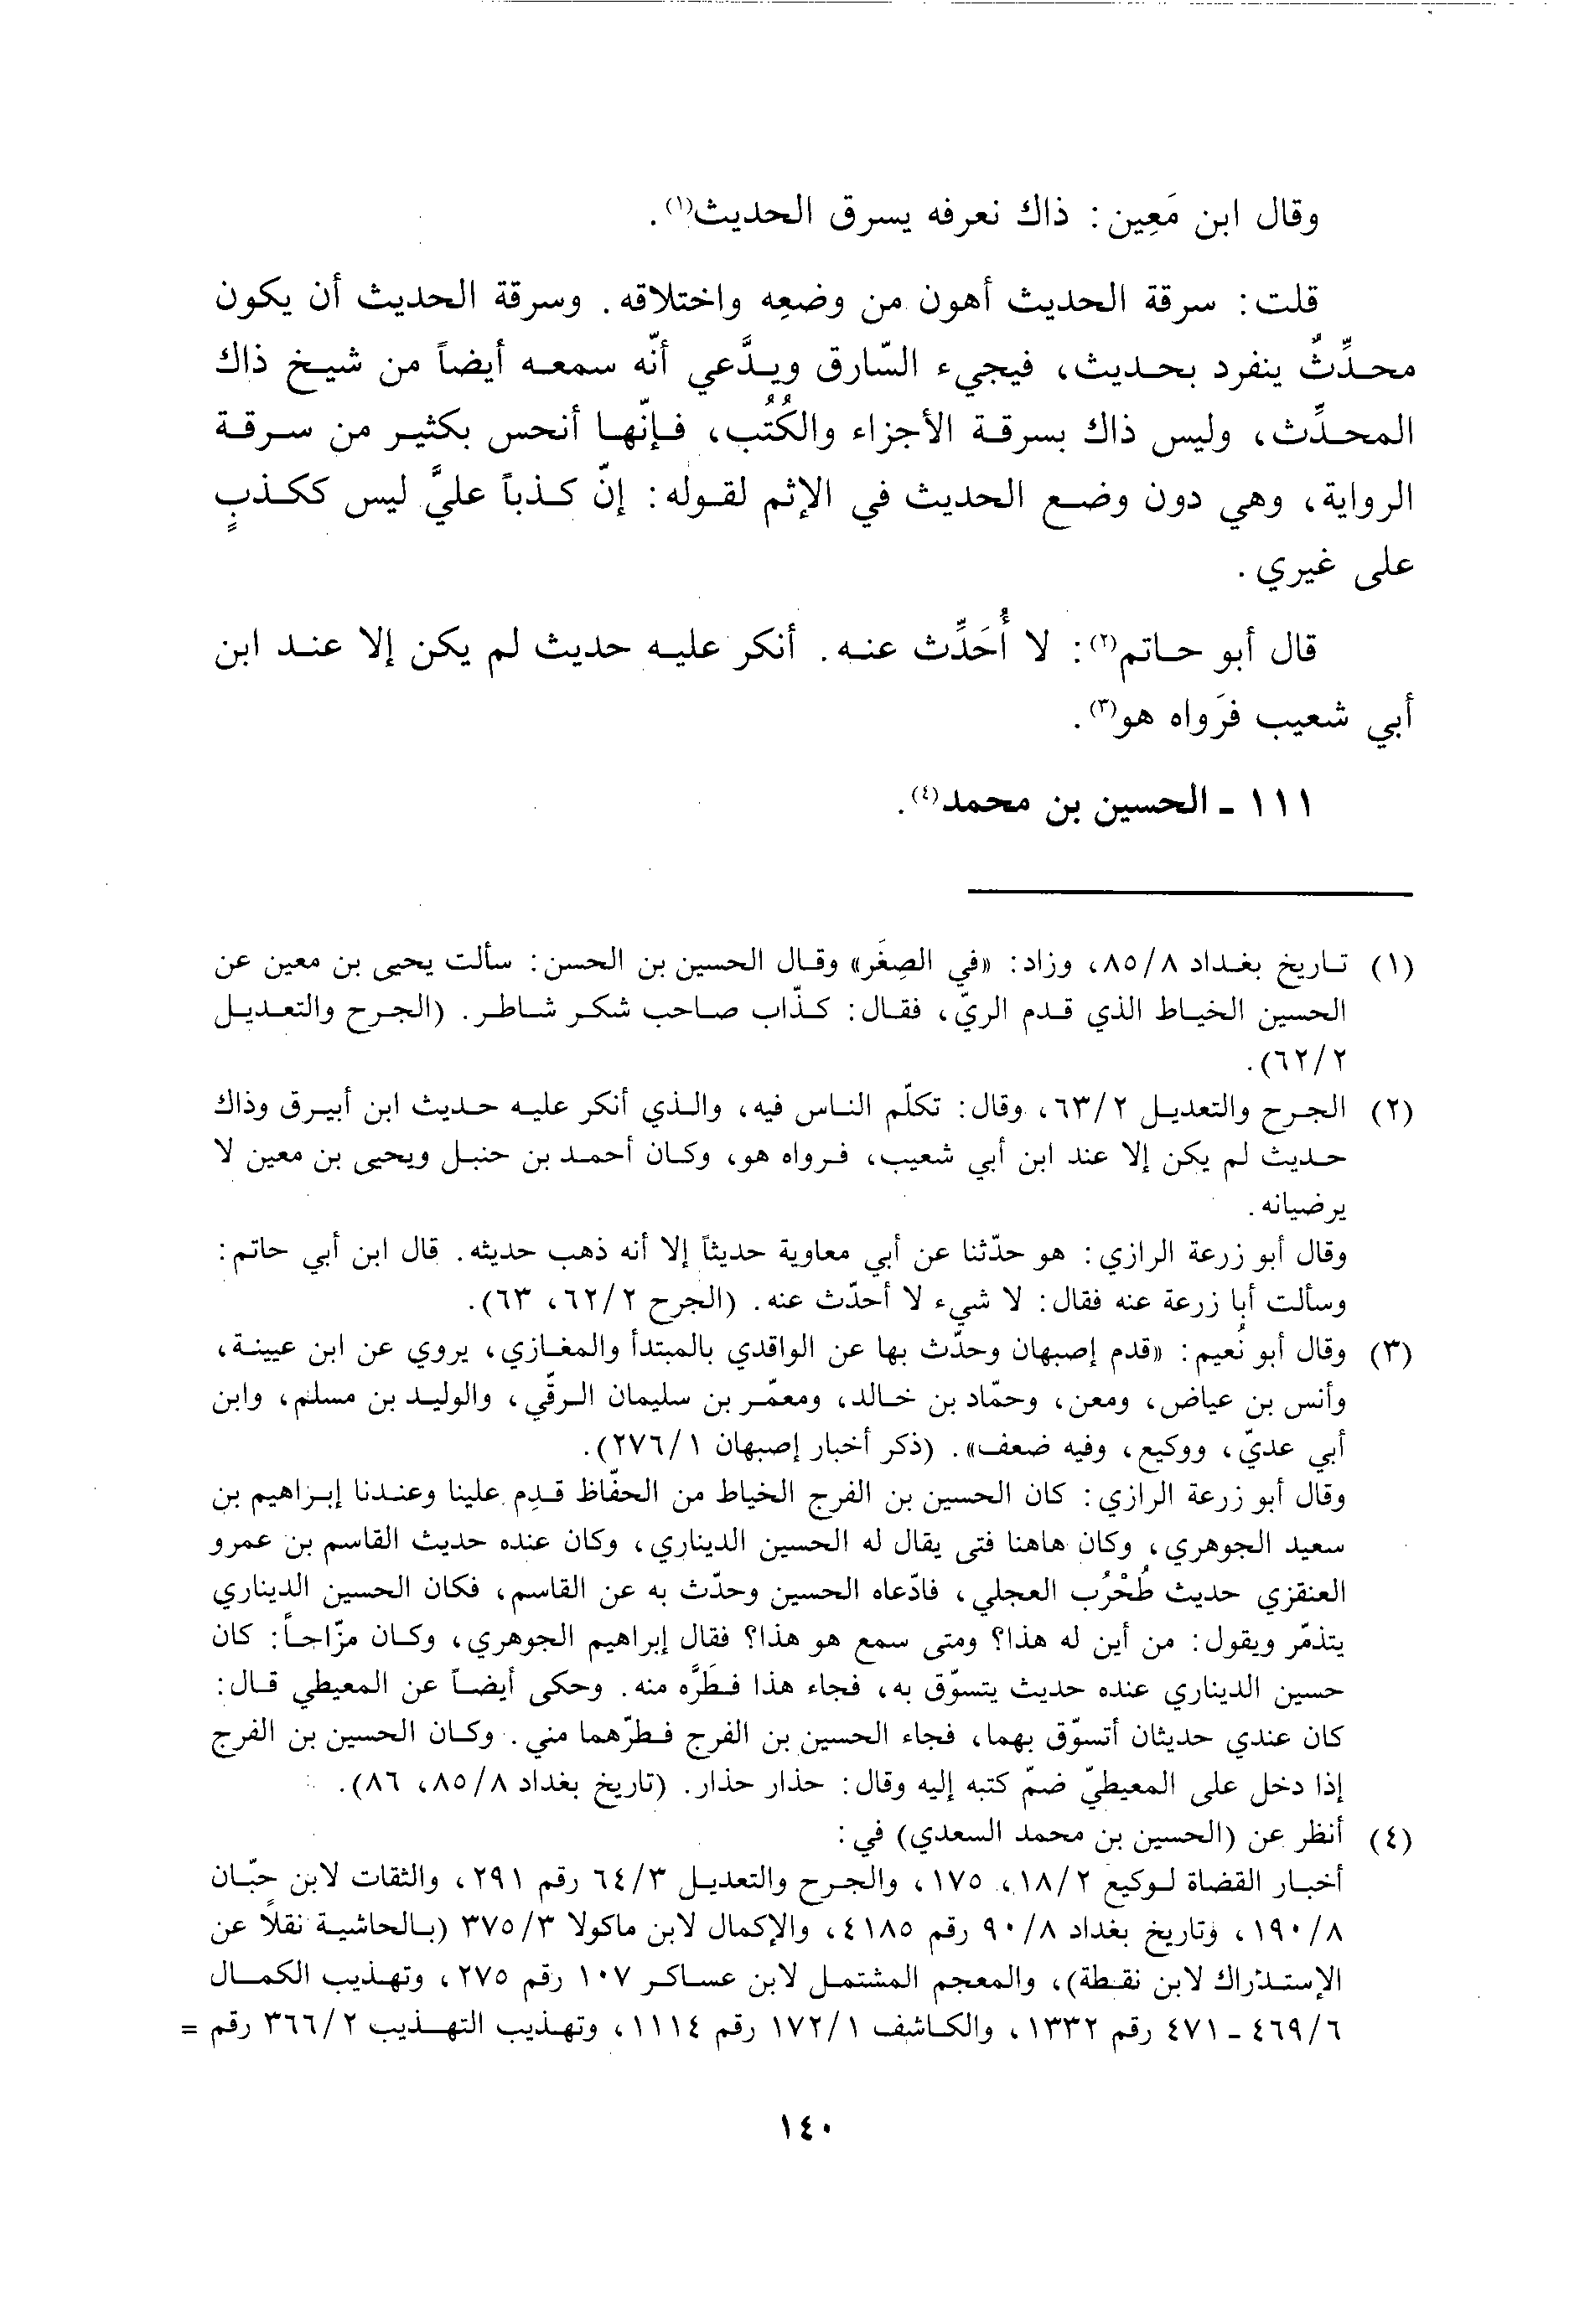 وقال ابن مَعِين: ذاك نعرفه يسرق الحديث(١).
قلت: سرقة الحديث أهون من وضعِه واختلاقه. وسرقة الحديث أن يكون
محدِّثٌ ينفرد بحديث، فيجيء السّارق ويدَّعي أنّه سمعه أيضاً من شيخ ذاك
المحدِّث، وليس ذاك بسرقة الأجزاء والكُتُب، فإنّها أنحس بكثير من سرقة
الرواية، وهي دون وضع الحديث في الإثم لقوله: إنّ كذباً عليَّ ليس ككذبٍ
على غيري.
قال أبو حاتم(٢): لا أُحَدِّث عنه. أنكر عليه حديث لم يكن إلا عند ابن
أبي شعيب فرَواه هو(٣).
١١١ - الحسين بن محمد(٤).
(١) تاريخ بغداد ٨/ ٨٥، وزاد: «في الصِغَر» وقال الحسين بن الحسن: سألت يحيى بن معين عن
الحسين الخياط الذي قدم الريّ، فقال: كذّاب صاحب شكر شاطر. (الجرح والتعديل
٢/ ٦٢).
(٢) الجرح والتعديل ٢/ ٦٣، وقال: تكلّم الناس فيه، والذي أنكر عليه حديث ابن أبيرق وذاك
حديث لم يكن إلا عند ابن أبي شعيب، فرواه هو، وكان أحمد بن حنبل ويحيى بن معين لا
يرضيانه.
وقال أبو زرعة الرازي: هو حدّثنا عن أبي معاوية حديثاً إلا أنه ذهب حديثه. قال ابن أبي حاتم:
وسألت أبا زرعة عنه فقال: لا شيء لا أحدّث عنه. (الجرح ٢/ ٦٢، ٦٣).
(٣) وقال أبو نُعيم: «قدم إصبهان وحدّث بها عن الواقدي بالمبتدأ والمغازي، يروي عن ابن عيينة،
وأنس بن عياض، ومعن، وحمّاد بن خالد، ومعمّر بن سليمان الرقّي، والوليد بن مسلم، وابن
أبي عديّ، ووكيع، وفيه ضعف». (ذكر أخبار إصبهان ١/ ٢٧٦).
وقال أبو زرعة الرازي: كان الحسين بن الفرج الخياط من الحفّاظ قدِم علينا وعندنا إبراهيم بن
سعيد الجوهري، وكان هاهنا فتى يقال له الحسين الديناري، وكان عنده حديث القاسم بن عمرو
العنقزي حديث طُحْرُب العجلي، فادّعاه الحسين وحدّث به عن القاسم، فكان الحسين الديناري
يتذمّر ويقول: من أين له هذا؟ ومتى سمع هو هذا؟ فقال إبراهيم الجوهري، وكان مزّاحاً: كان
حسين الديناري عنده حديث يتسوّق به، فجاء هذا فطَرَّه منه. وحكى أيضاً عن المعيطي قال:
كان عندي حديثان أتسوّق بهما، فجاء الحسين بن الفرج فطرّهما مني. وكان الحسين بن الفرج
إذا دخل على المعيطيّ ضمّ كتبه إليه وقال: حذار حذار. (تاريخ بغداد ٨/ ٨٥، ٨٦).
(٤) أنظر عن (الحسين بن محمد السعدي) في:
أخبار القضاة لوكيع ٢/ ١٨، ١٧٥، والجرح والتعديل ٣/ ٦٤ رقم ٢٩١، والثقات لابن حبّان
٨/ ١٩٠، وتاريخ بغداد ٨/ ٩٠ رقم ٤١٨٥، والإكمال لابن ماكولا ٣/ ٣٧٥ (بالحاشية نقلاً عن
الإستدراك لابن نقطة)، والمعجم المشتمل لابن عساكر ١٠٧ رقم ٢٧٥، وتهذيب الكمال
٦/ ٤٦٩ - ٤٧١ رقم ١٣٣٢، والكاشف ١/ ١٧٢ رقم ١١١٤، وتهذيب التهذيب ٢/ ٣٦٦ رقم =
١٤٠